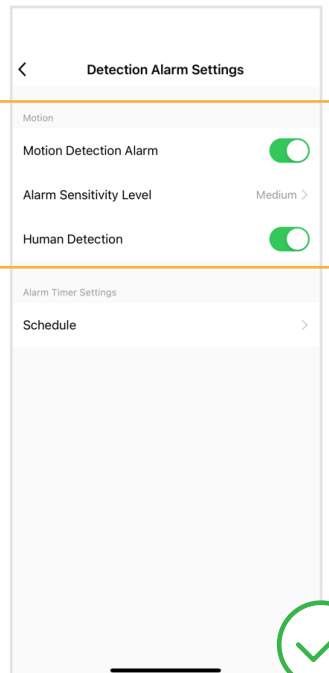 Detection Alarm Settings
Motion
Motion Detection Alarm
Alarm Sensitivity Level Medium
Human Detection
Alarm Timer Settings
Schedule